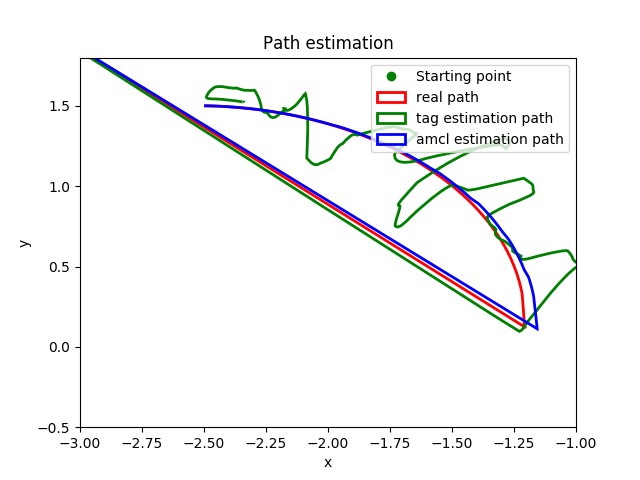 Path estimation
Starting point
real path
tag estimation path
amcl estimation path
1.5
1.0
0.5
0.0
−0.5
y
−3.00 −2.75 −2.50 −2.25 −2.00 −1.75 −1.50 −1.25 −1.00
x